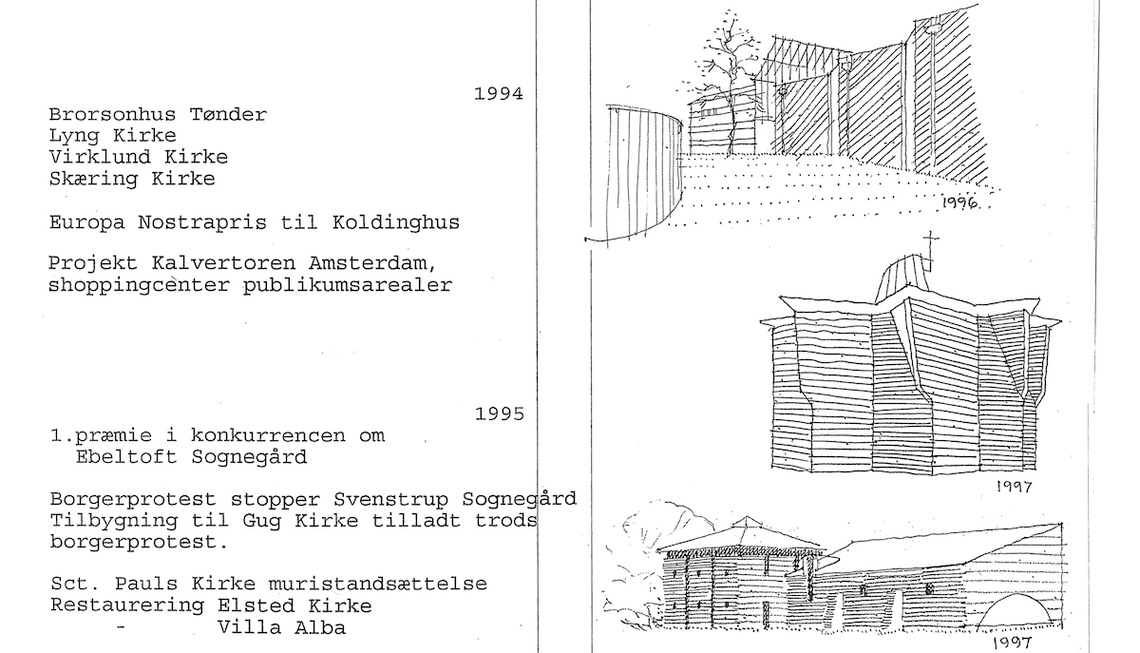 1994
Brorsonhus Tønder
Lyng Kirke
Virklund Kirke
Skæring Kirke
Europa Nostrapris til Koldinghus
Projekt Kalvertoren Amsterdam,
shoppingcenter publikumsarealer
1995
1.præmie i konkurrencen om
Ebeltoft Sognegård
Borgerprotest stopper Svenstrup Sognegård
Tilbygning til Gug Kirke tilladt trods
borgerprotest.
Sct. Pauls Kirke muristandsættelse
Restaurering Elsted Kirke
- Villa Alba
1996.
1997
1997